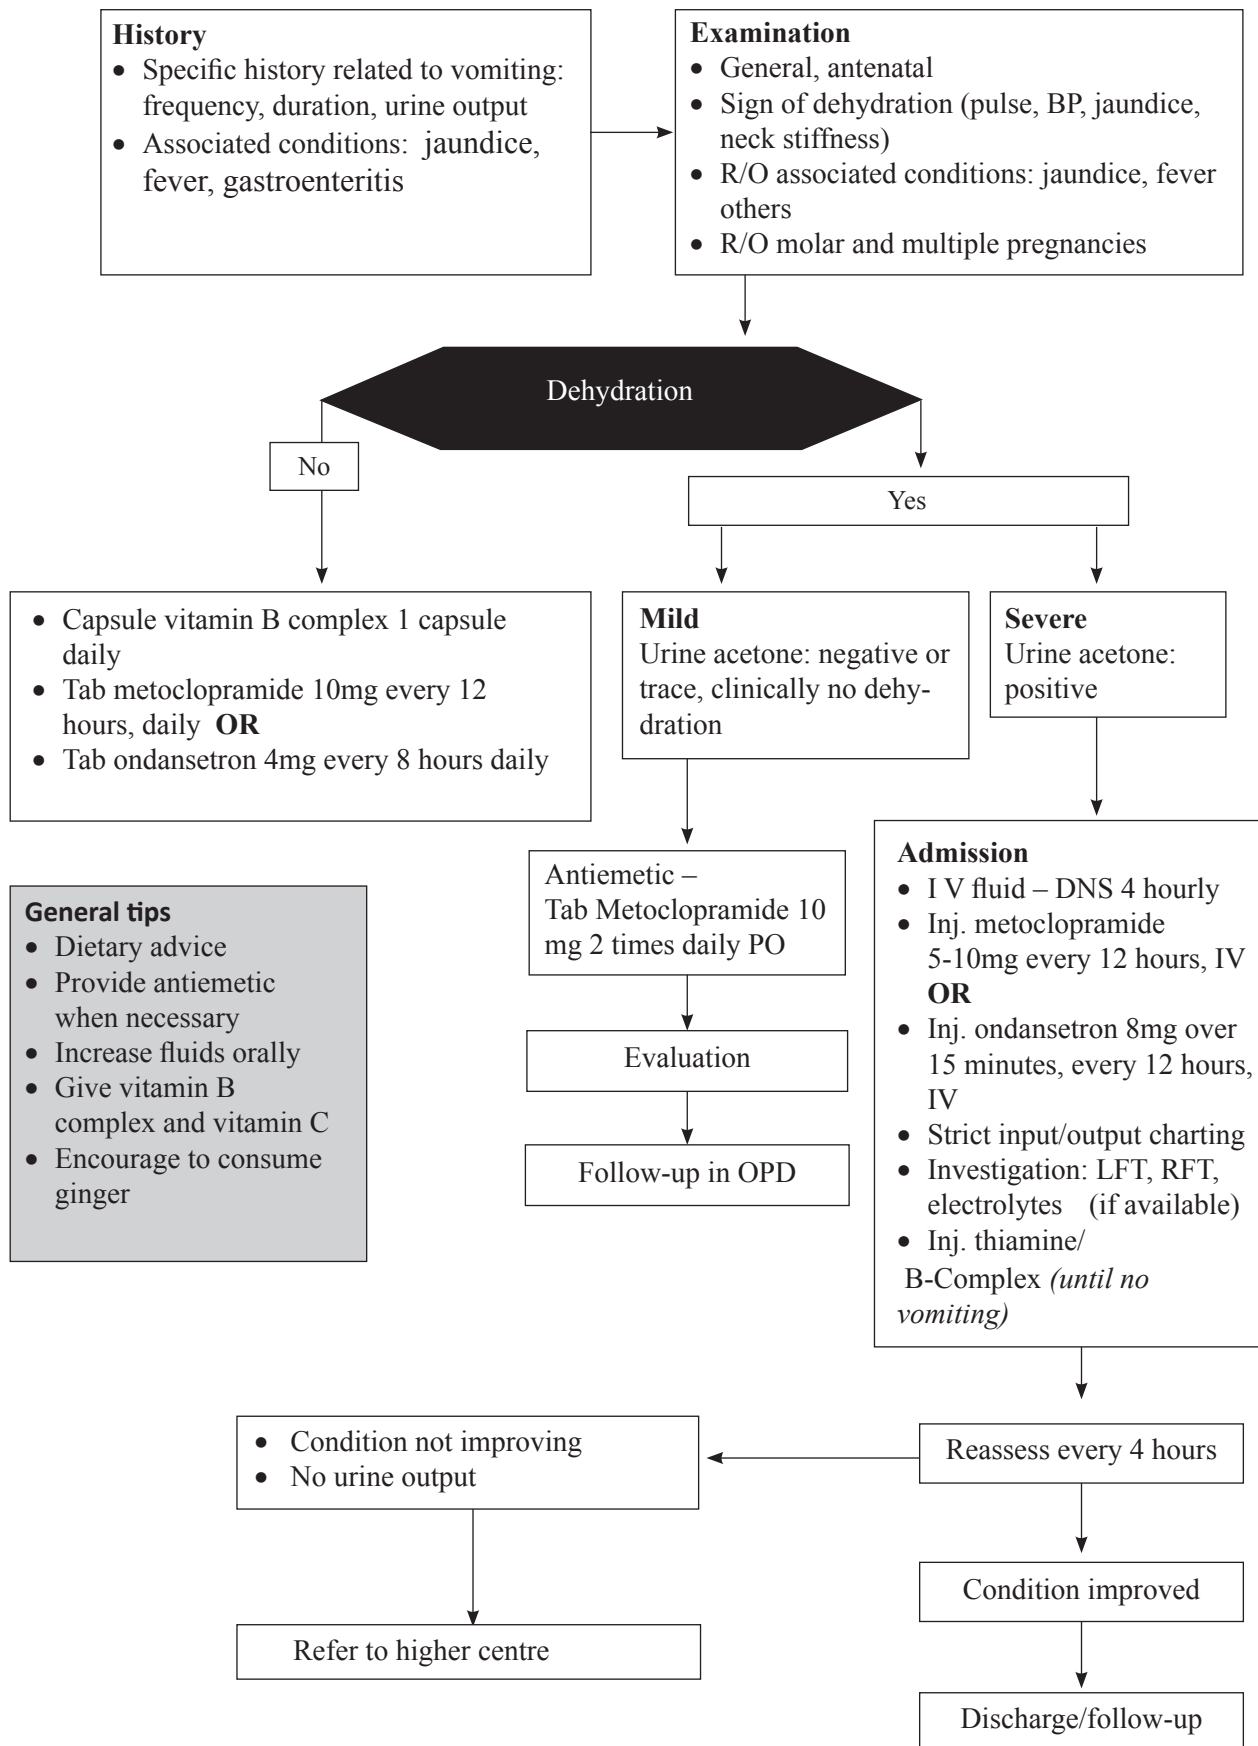 History
• Specific history related to vomiting:
frequency, duration, urine output
• Associated conditions: jaundice,
fever, gastroenteritis
Examination
• General, antenatal
• Sign of dehydration (pulse, BP, jaundice,
neck stiffness)
• R/O associated conditions: jaundice, fever
others
• R/O molar and multiple pregnancies
Dehydration
No
Yes
• Capsule vitamin B complex 1 capsule
daily
• Tab metoclopramide 10mg every 12
hours, daily OR
• Tab ondansetron 4mg every 8 hours daily
Mild
Urine acetone: negative or
trace, clinically no dehy-
dration
Severe
Urine acetone:
positive
Antiemetic –
Tab Metoclopramide 10
mg 2 times daily PO
Evaluation
Follow-up in OPD
Admission
• I V fluid – DNS 4 hourly
• Inj. metoclopramide
5-10mg every 12 hours, IV
OR
• Inj. ondansetron 8mg over
15 minutes, every 12 hours,
IV
• Strict input/output charting
• Investigation: LFT, RFT,
electrolytes (if available)
• Inj. thiamine/
B-Complex (until no
vomiting)
General tips
• Dietary advice
• Provide antiemetic
when necessary
• Increase fluids orally
• Give vitamin B
complex and vitamin C
• Encourage to consume
ginger
• Condition not improving
• No urine output
Reassess every 4 hours
Refer to higher centre
Condition improved
Discharge/follow-up